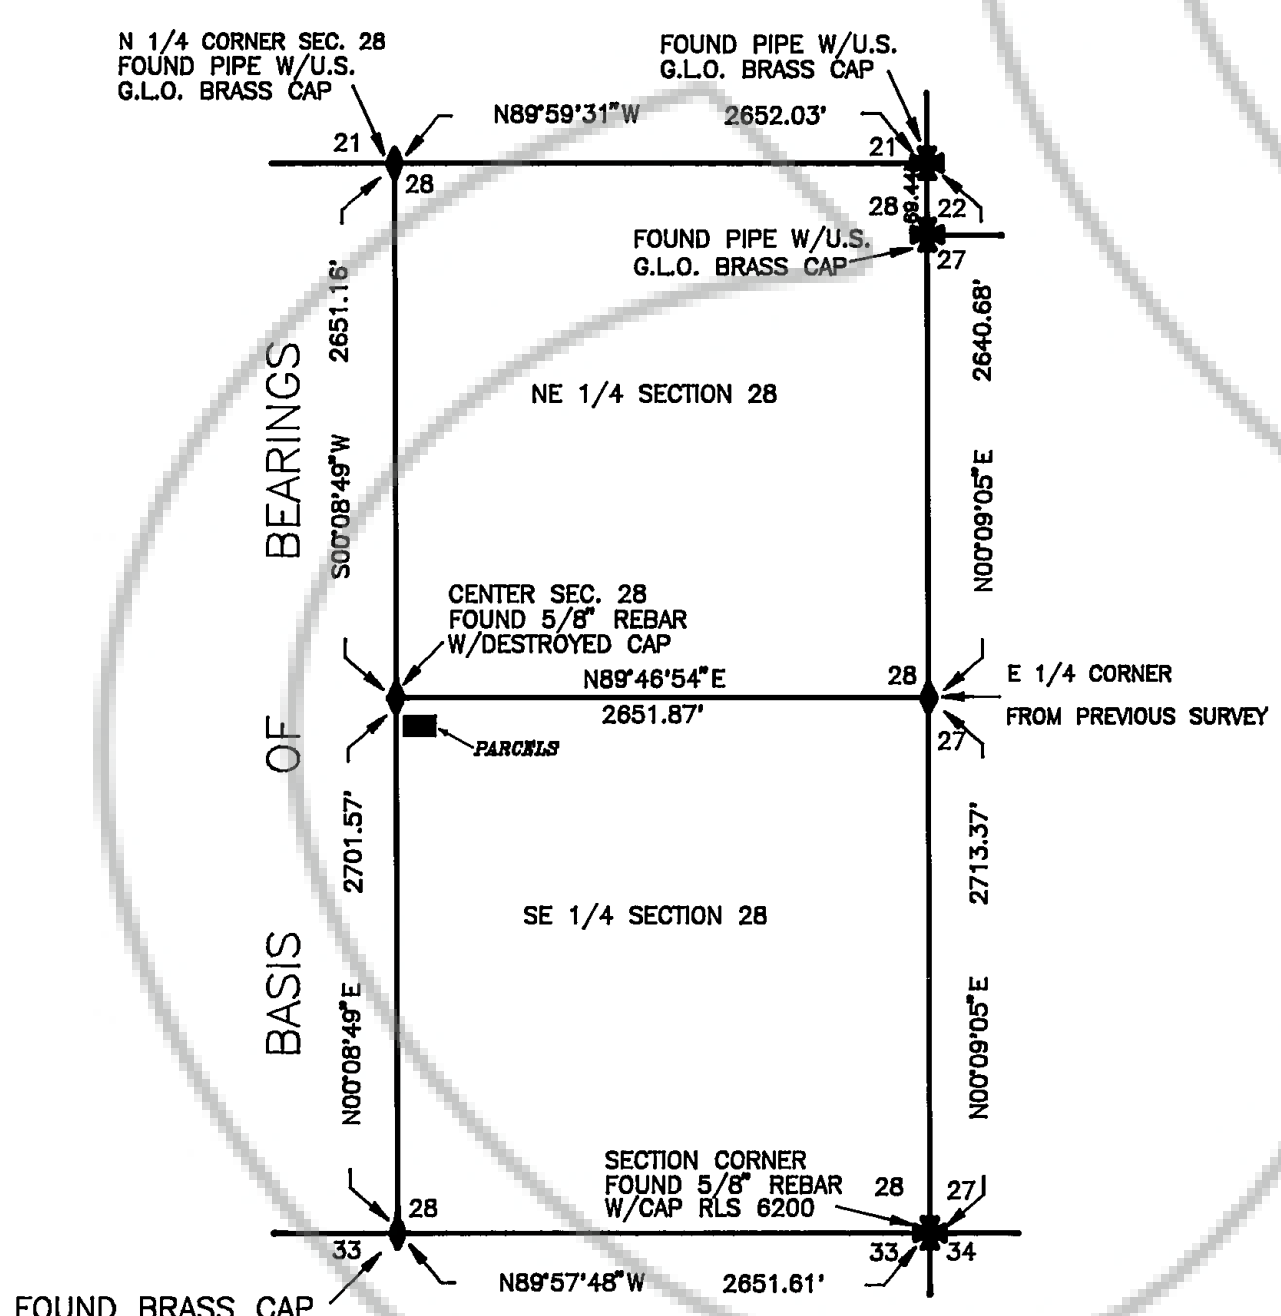 N 1/4 CORNER SEC. 28
FOUND PIPE W/U.S.
G.L.O. BRASS CAP
FOUND PIPE W/U.S.
G.L.O. BRASS CAP
N89°59'31"W 2652.03'
21
21
28
28
22
69.44'
FOUND PIPE W/U.S.
G.L.O. BRASS CAP
27
2651.16'
2640.68'
NE 1/4 SECTION 28
S00°08'49"W
N00°09'05"E
BASIS OF BEARINGS
CENTER SEC. 28
FOUND 5/8" REBAR
W/DESTROYED CAP
N89°46'54"E
2651.87'
28
E 1/4 CORNER
FROM PREVIOUS SURVEY
27
PARCELS
2701.57'
2713.37'
SE 1/4 SECTION 28
N00°08'49"E
N00°09'05"E
SECTION CORNER
FOUND 5/8" REBAR
W/CAP RLS 6200
28
27
28
33
33
34
N89°57'48"W 2651.61'
FOUND BRASS CAP